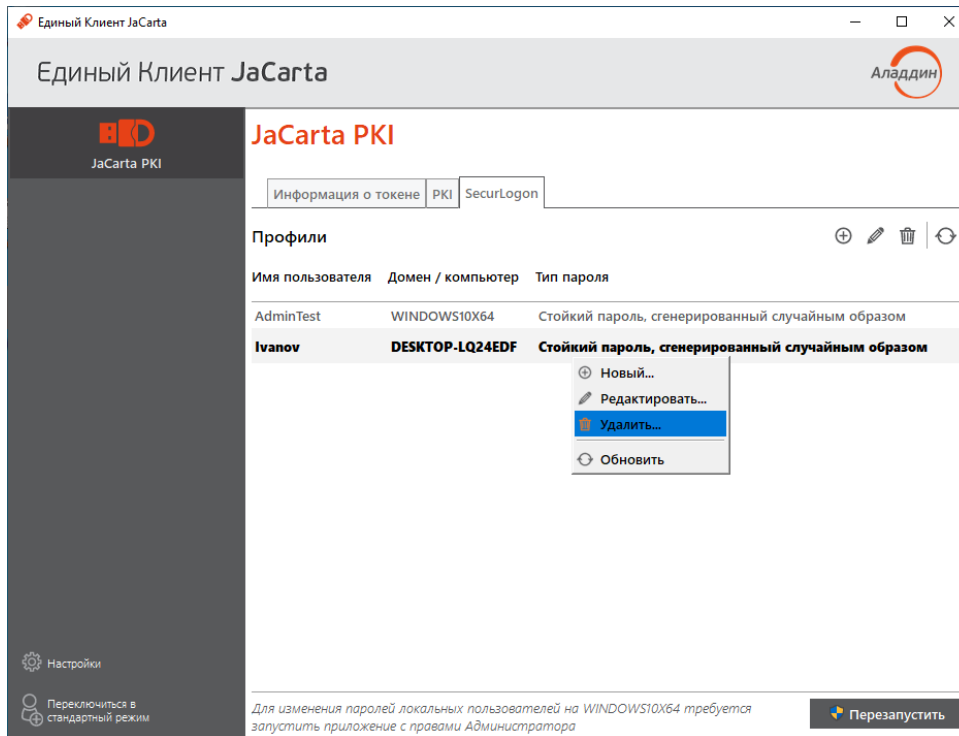 Единый Клиент JaCarta
Единый Клиент JaCarta
Аладдин
JaCarta PKI
JaCarta PKI
Информация о токене PKI SecurLogon
Профили
Имя пользователя Домен / компьютер Тип пароля
AdminTest WINDOWS10X64 Стойкий пароль, сгенерированный случайным образом
Ivanov DESKTOP-LQ24EDF Стойкий пароль, сгенерированный случайным образом
Новый...
Редактировать...
Удалить...
Обновить
Настройки
Переключиться в
стандартный режим
Для изменения паролей локальных пользователей на WINDOWS10X64 требуется
запустить приложение с правами Администратора
Перезапустить